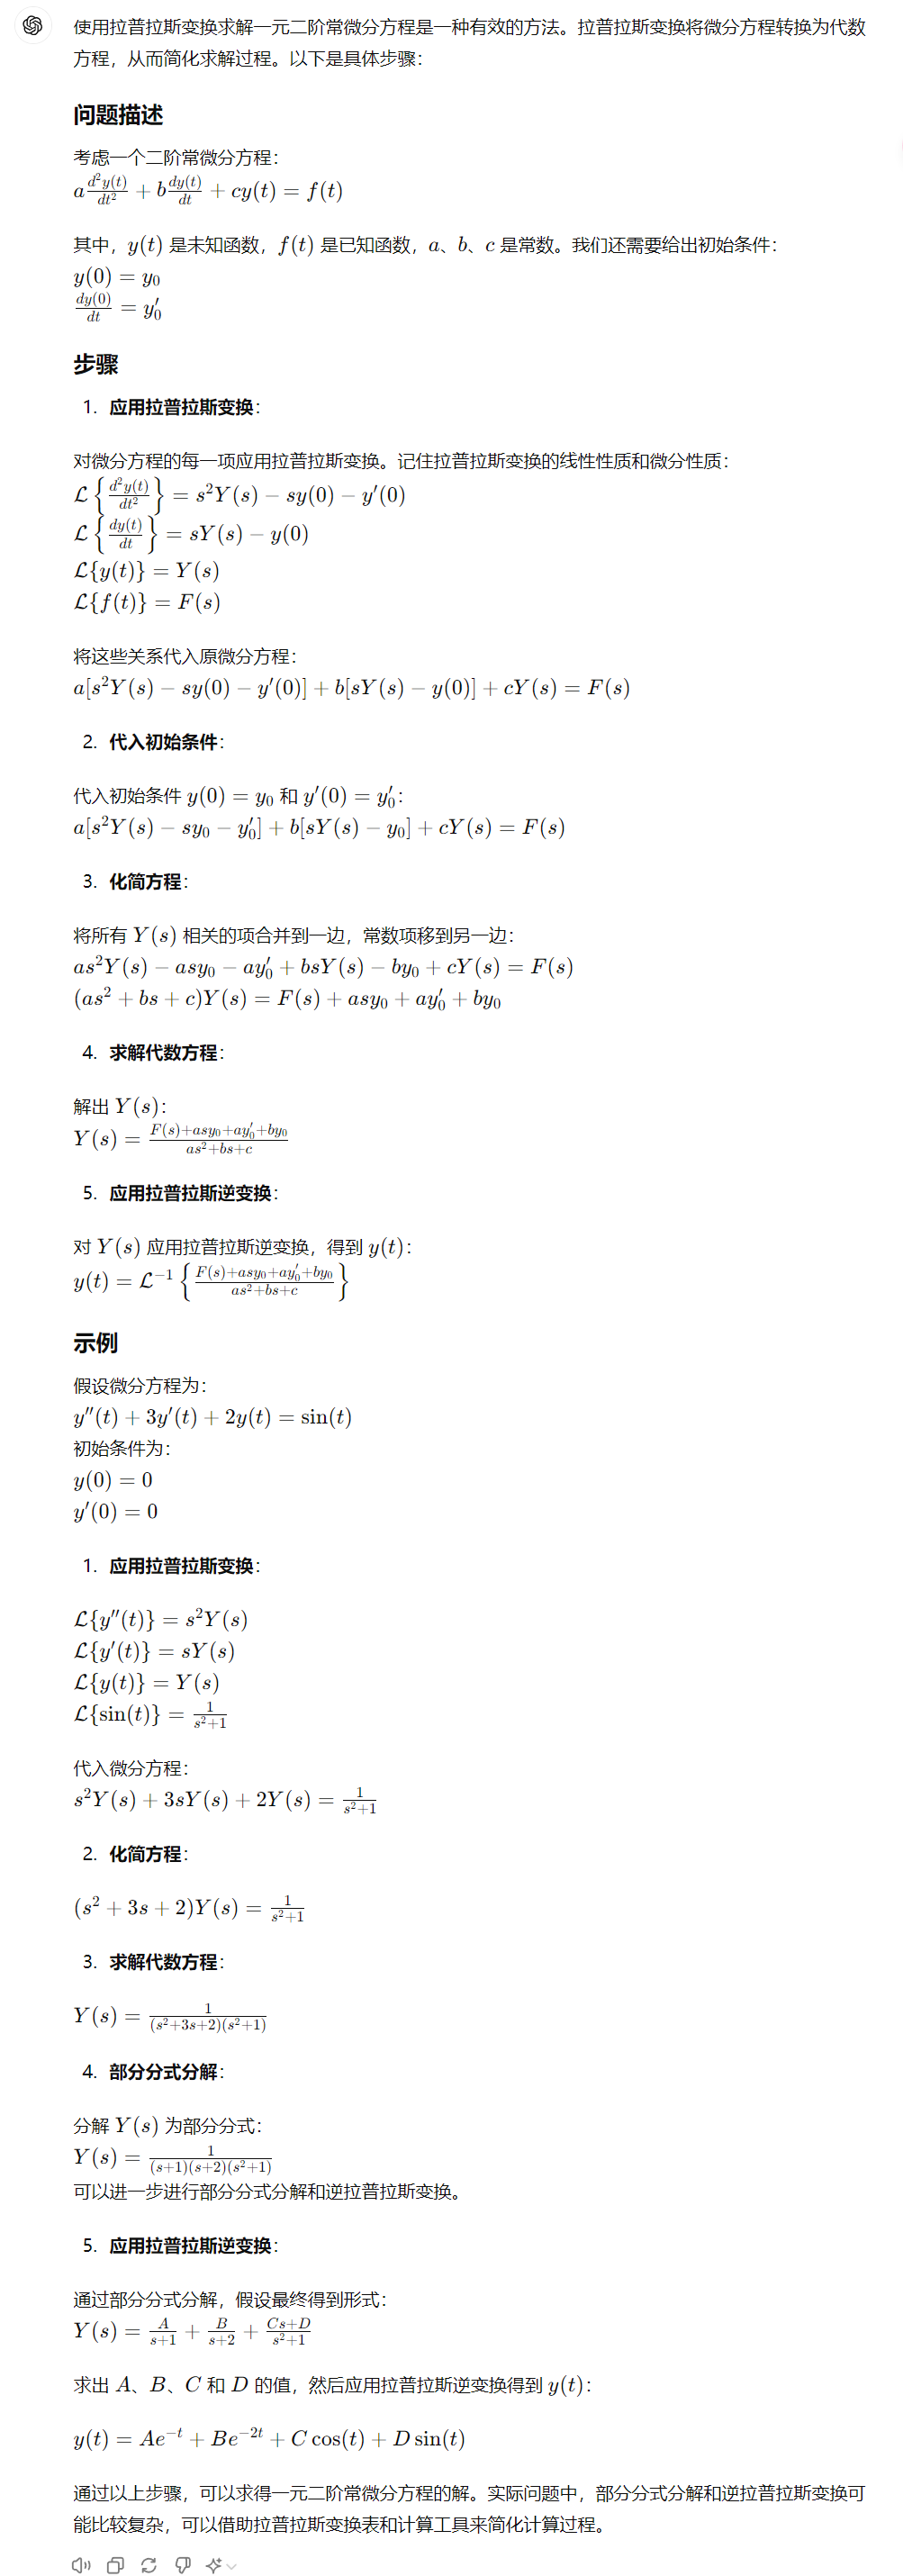 使用拉普拉斯变换求解一元二阶常微分方程是一种有效的方法。拉普拉斯变换将微分方程转换为代数
方程，从而简化求解过程。以下是具体步骤：
问题描述
考虑一个二阶常微分方程：
$a\frac{d^2y(t)}{dt^2} + b\frac{dy(t)}{dt} + cy(t) = f(t)$
其中，$y(t)$ 是未知函数，$f(t)$ 是已知函数，$a$、$b$、$c$ 是常数。我们还需要给出初始条件：
$y(0) = y_0$
$\frac{dy(0)}{dt} = y_0'$
步骤
1. 应用拉普拉斯变换：
对微分方程的每一项应用拉普拉斯变换。记住拉普拉斯变换的线性性质和微分性质：
$\mathcal{L}\left\{\frac{d^2y(t)}{dt^2}\right\} = s^2Y(s) - sy(0) - y'(0)$
$\mathcal{L}\left\{\frac{dy(t)}{dt}\right\} = sY(s) - y(0)$
$\mathcal{L}\{y(t)\} = Y(s)$
$\mathcal{L}\{f(t)\} = F(s)$
将这些关系代入原微分方程：
$a[s^2Y(s) - sy(0) - y'(0)] + b[sY(s) - y(0)] + cY(s) = F(s)$
2. 代入初始条件：
代入初始条件 $y(0) = y_0$ 和 $y'(0) = y_0'$：
$a[s^2Y(s) - sy_0 - y_0'] + b[sY(s) - y_0] + cY(s) = F(s)$
3. 化简方程：
将所有 $Y(s)$ 相关的项合并到一边，常数项移到另一边：
$as^2Y(s) - asy_0 - ay_0' + bsY(s) - by_0 + cY(s) = F(s)$
$(as^2 + bs + c)Y(s) = F(s) + asy_0 + ay_0' + by_0$
4. 求解代数方程：
解出 $Y(s)$：
$Y(s) = \frac{F(s)+asy_0+ay_0'+by_0}{as^2+bs+c}$
5. 应用拉普拉斯逆变换：
对 $Y(s)$ 应用拉普拉斯逆变换，得到 $y(t)$：
$y(t) = \mathcal{L}^{-1}\left\{\frac{F(s)+asy_0+ay_0'+by_0}{as^2+bs+c}\right\}$
示例
假设微分方程为：
$y''(t) + 3y'(t) + 2y(t) = \sin(t)$
初始条件为：
$y(0) = 0$
$y'(0) = 0$
1. 应用拉普拉斯变换：
$\mathcal{L}\{y''(t)\} = s^2Y(s)$
$\mathcal{L}\{y'(t)\} = sY(s)$
$\mathcal{L}\{y(t)\} = Y(s)$
$\mathcal{L}\{\sin(t)\} = \frac{1}{s^2+1}$
代入微分方程：
$s^2Y(s) + 3sY(s) + 2Y(s) = \frac{1}{s^2+1}$
2. 化简方程：
$(s^2 + 3s + 2)Y(s) = \frac{1}{s^2+1}$
3. 求解代数方程：
$Y(s) = \frac{1}{(s^2+3s+2)(s^2+1)}$
4. 部分分式分解：
分解 $Y(s)$ 为部分分式：
$Y(s) = \frac{1}{(s+1)(s+2)(s^2+1)}$
可以进一步进行部分分式分解和逆拉普拉斯变换。
5. 应用拉普拉斯逆变换：
通过部分分式分解，假设最终得到形式：
$Y(s) = \frac{A}{s+1} + \frac{B}{s+2} + \frac{Cs+D}{s^2+1}$
求出 $A$、$B$、$C$ 和 $D$ 的值，然后应用拉普拉斯逆变换得到 $y(t)$：
$y(t) = Ae^{-t} + Be^{-2t} + C\cos(t) + D\sin(t)$
通过以上步骤，可以求得一元二阶常微分方程的解。实际问题中，部分分式分解和逆拉普拉斯变换可
能比较复杂，可以借助拉普拉斯变换表和计算工具来简化计算过程。